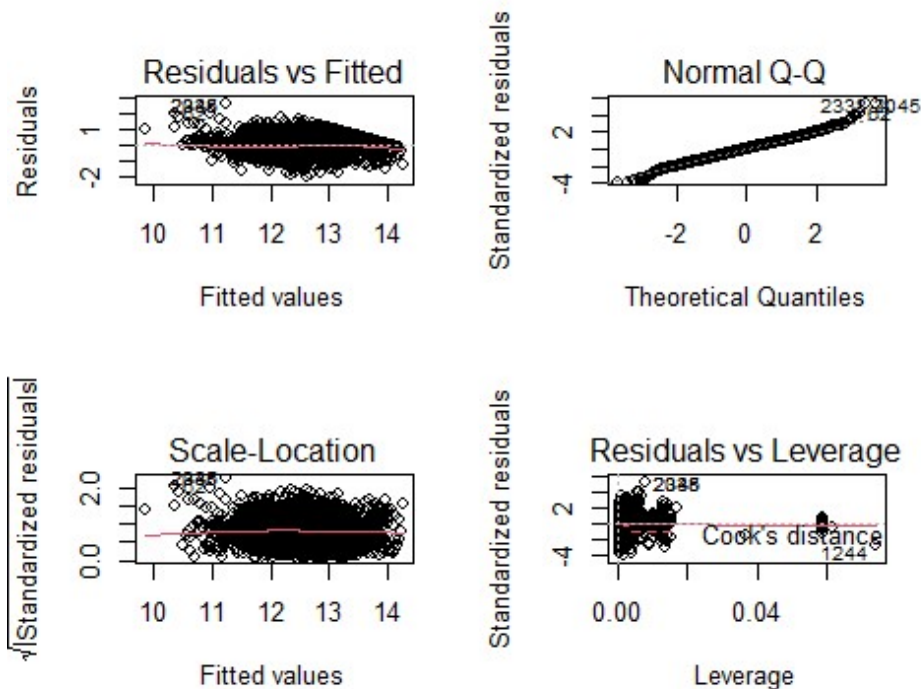 Residuals vs Fitted
Residuals
1
-2
10 11 12 13 14
Fitted values
Normal Q-Q
Standardized residuals
2
-4
-2 0 2
Theoretical Quantiles
Scale-Location
√|Standardized residuals|
2.0
0.0
10 11 12 13 14
Fitted values
Residuals vs Leverage
Standardized residuals
2
-4
Cook's distance
1244
0.00 0.04
Leverage